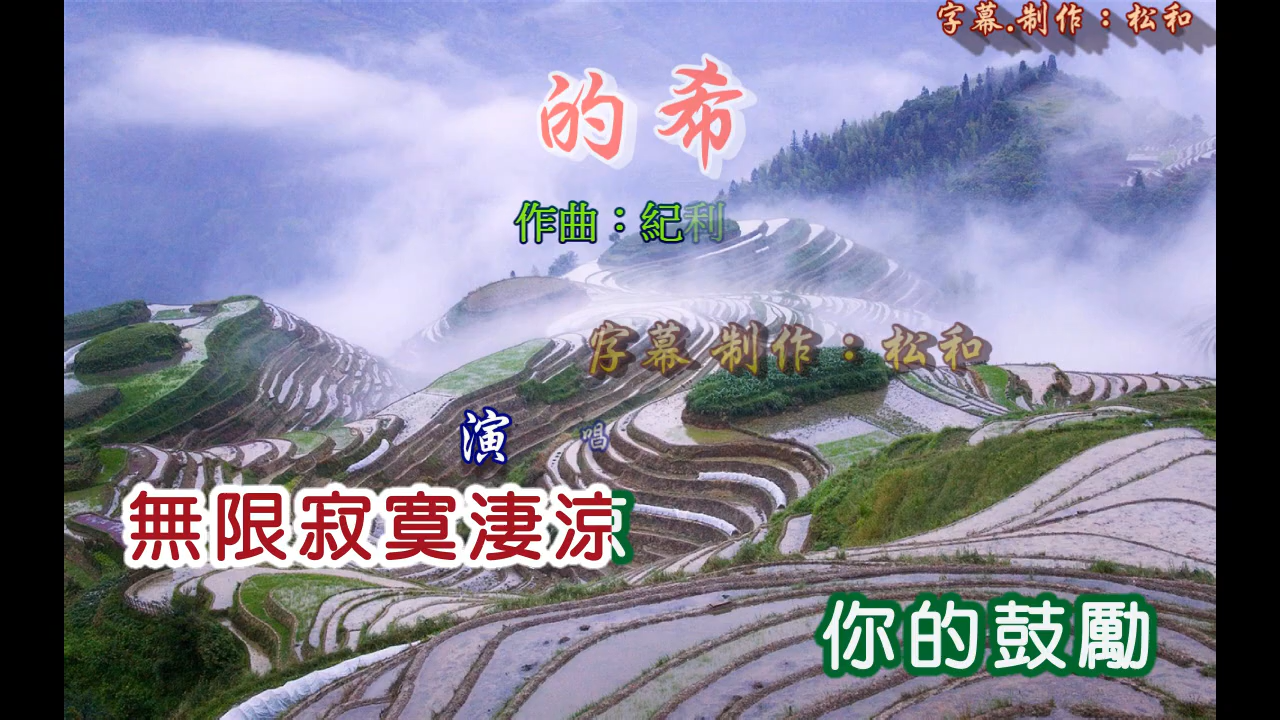 字幕.制作：松和
的希
作曲：紀利
字幕 制作：松和
演唱
無限寂寞淒涼
你的鼓勵